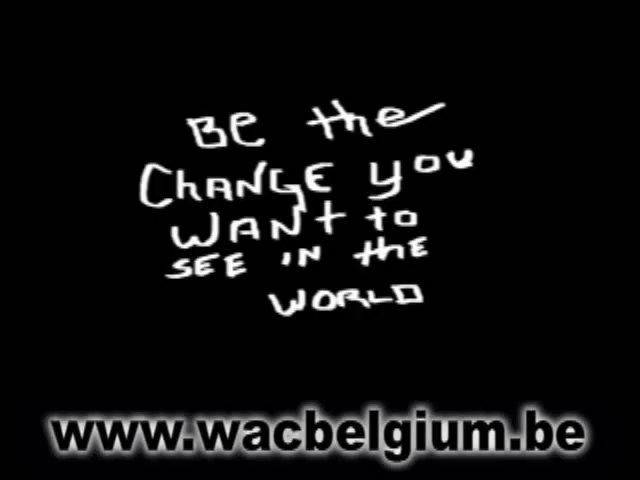 Be the
CHANGE you
WANT to
SEE IN the
WORLD
www.wacbelgium.be